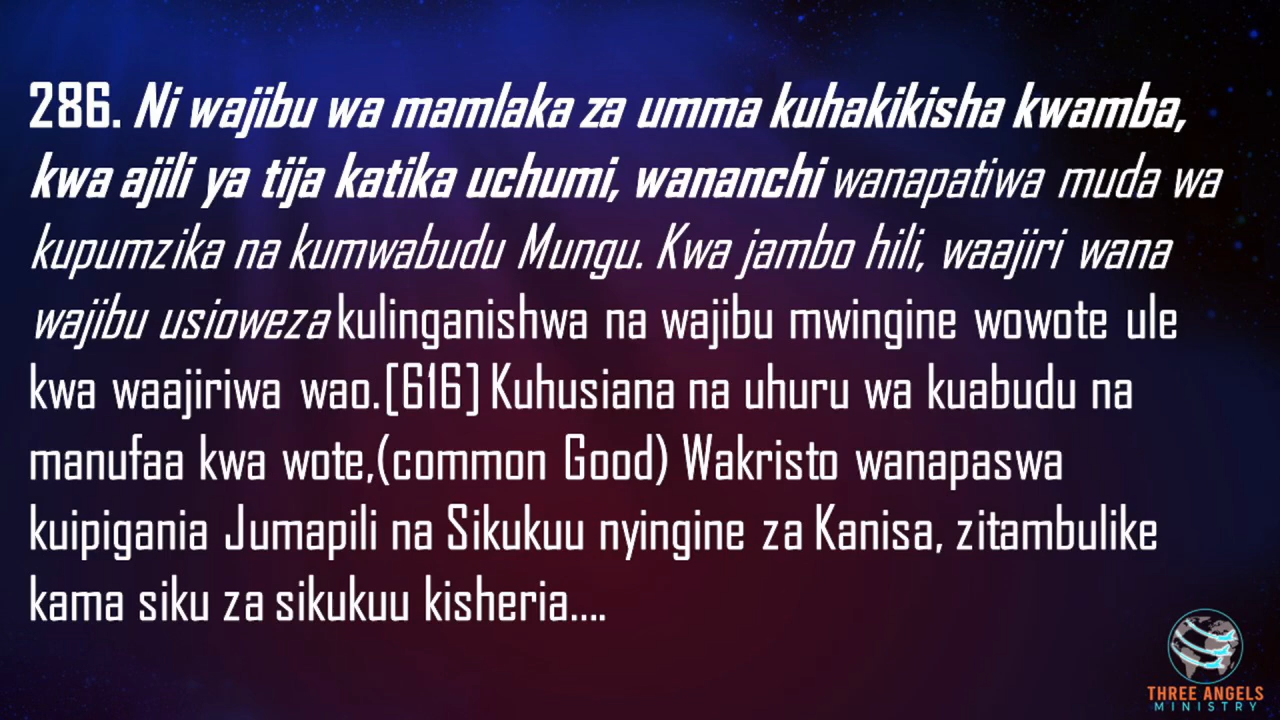 286. Ni wajibu wa mamlaka za umma kuhakikisha kwamba,
kwa ajili ya tija katika uchumi, wananchi wanapatiwa muda wa
kupumzika na kumwabudu Mungu. Kwa jambo hili, waajiri wana
wajibu usioweza kulinganishwa na wajibu mwingine wowote ule
kwa waajiriwa wao.[616] Kuhusiana na uhuru wa kuabudu na
manufaa kwa wote,(common Good) Wakristo wanapaswa
kuipigania Jumapili na Sikukuu nyingine za Kanisa, zitambulike
kama siku za sikukuu kisheria....
THREE ANGELS
MINISTRY